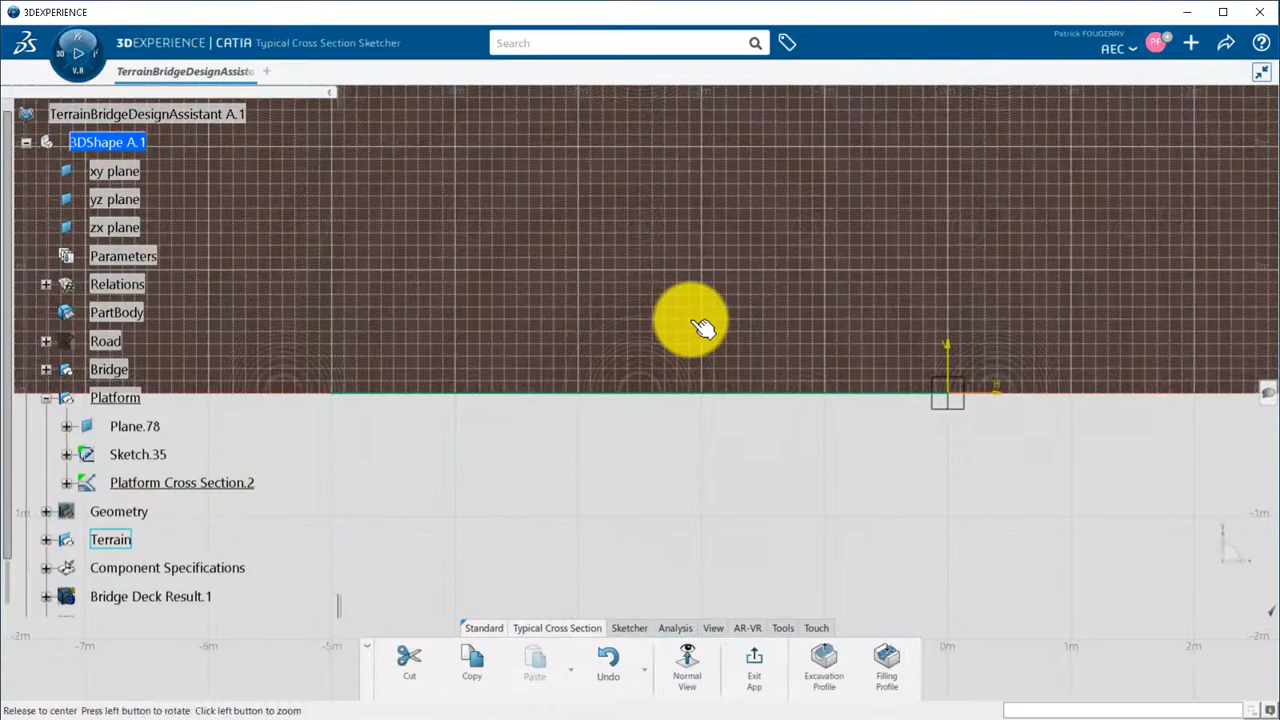 3DEXPERIENCE
3DEXPERIENCE | CATIA Typical Cross Section Sketcher
Search
Patrick FOUGERRY
AEC
PF
3D
V.R
TerrainBridgeDesignAssist
TerrainBridgeDesignAssistant A.1
3DShape A.1
xy plane
yz plane
zx plane
Parameters
Relations
PartBody
Road
Bridge
Platform
Plane.78
Sketch.35
Platform Cross Section.2
Geometry
Terrain
Component Specifications
Bridge Deck Result.1
V
H
1m
-1m
-2m
-2m
-7m
-6m
-5m
0m
1m
2m
Standard
Typical Cross Section
Sketcher
Analysis
View
AR-VR
Tools
Touch
Cut
Copy
Paste
Undo
Normal View
Exit App
Excavation Profile
Filling Profile
Release to center Press left button to rotate. Click left button to zoom